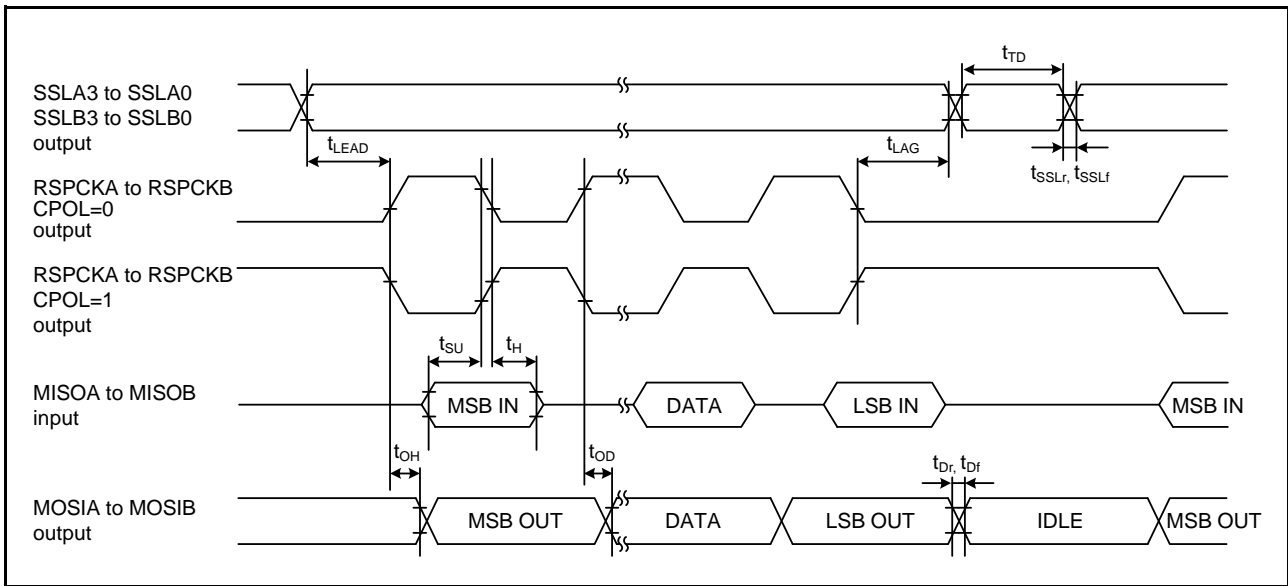 tTD
SSLA3 to SSLA0
SSLB3 to SSLB0
output
tLEAD
tLAG
tSSLr, tSSLf
RSPCKA to RSPCKB
CPOL=0
output
RSPCKA to RSPCKB
CPOL=1
output
tSU
tH
MISOA to MISOB
input
MSB IN
DATA
LSB IN
MSB IN
tOH
tOD
tDr, tDf
MOSIA to MOSIB
output
MSB OUT
DATA
LSB OUT
IDLE
MSB OUT